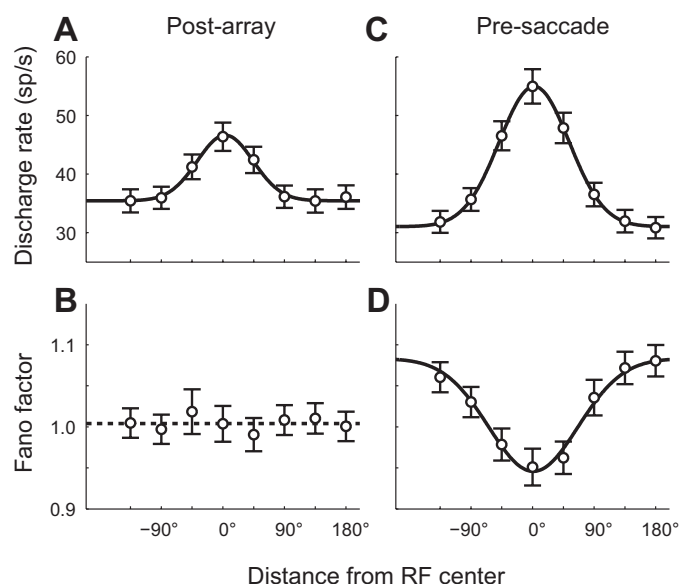 A Post-array C Pre-saccade
60
50
40
30
Discharge rate (sp/s)
B D
1.1
1.0
0.9
Fano factor
−90° 0° 90° 180° −90° 0° 90° 180°
Distance from RF center